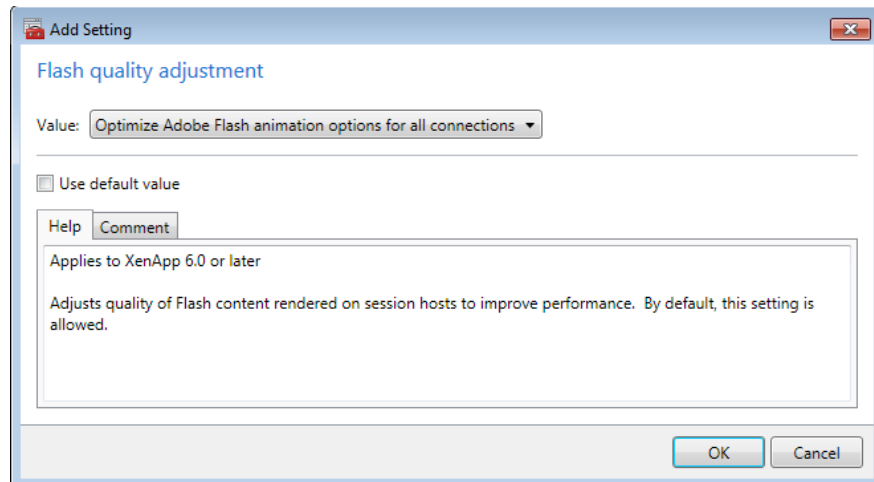 Add Setting
Flash quality adjustment
Value: Optimize Adobe Flash animation options for all connections
Use default value
Help Comment
Applies to XenApp 6.0 or later
Adjusts quality of Flash content rendered on session hosts to improve performance.  By default, this setting is
allowed.
OK Cancel